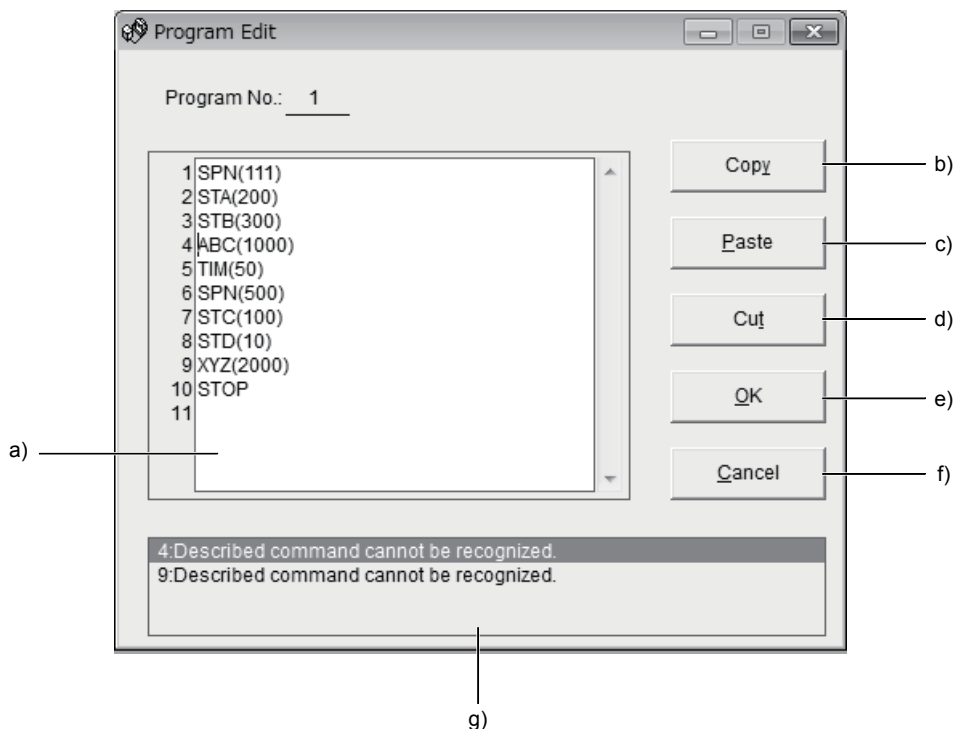 Program Edit
Program No.: 1
1 SPN(111)
2 STA(200)
3 STB(300)
4 ABC(1000)
5 TIM(50)
6 SPN(500)
7 STC(100)
8 STD(10)
9 XYZ(2000)
10 STOP
11
Copy
b)
Paste
c)
Cut
d)
OK
e)
Cancel
f)
a)
4:Described command cannot be recognized.
9:Described command cannot be recognized.
g)